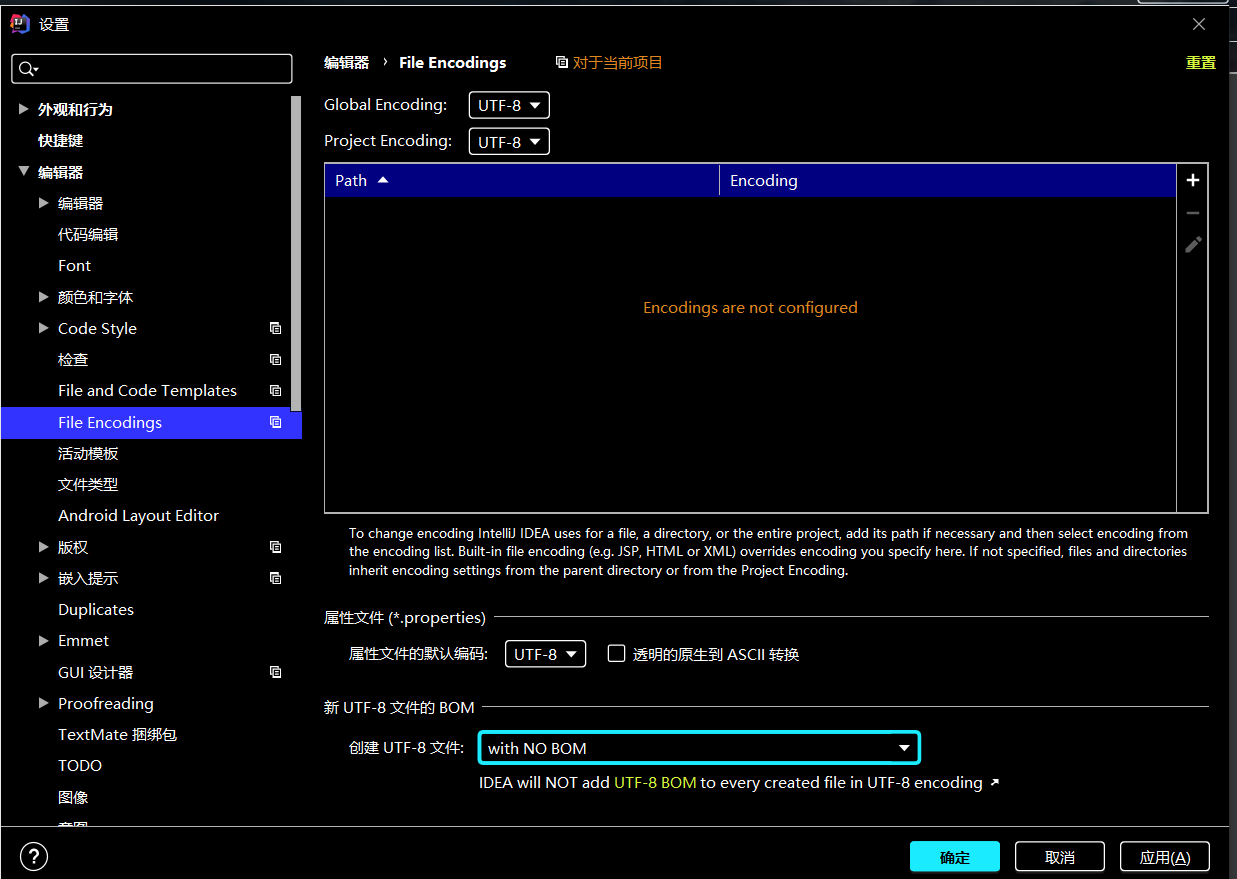 设置
编辑器 › File Encodings 对于当前项目 重置
外观和行为
快捷键
编辑器
编辑器
代码编辑
Font
颜色和字体
Code Style
检查
File and Code Templates
File Encodings
活动模板
文件类型
Android Layout Editor
版权
嵌入提示
Duplicates
Emmet
GUI 设计器
Proofreading
TextMate 捆绑包
TODO
图像
Global Encoding: UTF-8
Project Encoding: UTF-8
Path Encoding
Encodings are not configured
To change encoding IntelliJ IDEA uses for a file, a directory, or the entire project, add its path if necessary and then select encoding from
the encoding list. Built-in file encoding (e.g. JSP, HTML or XML) overrides encoding you specify here. If not specified, files and directories
inherit encoding settings from the parent directory or from the Project Encoding.
属性文件 (*.properties)
属性文件的默认编码: UTF-8 透明的原生到 ASCII 转换
新 UTF-8 文件的 BOM
创建 UTF-8 文件: with NO BOM
IDEA will NOT add UTF-8 BOM to every created file in UTF-8 encoding ↗
? 确定 取消 应用(A)